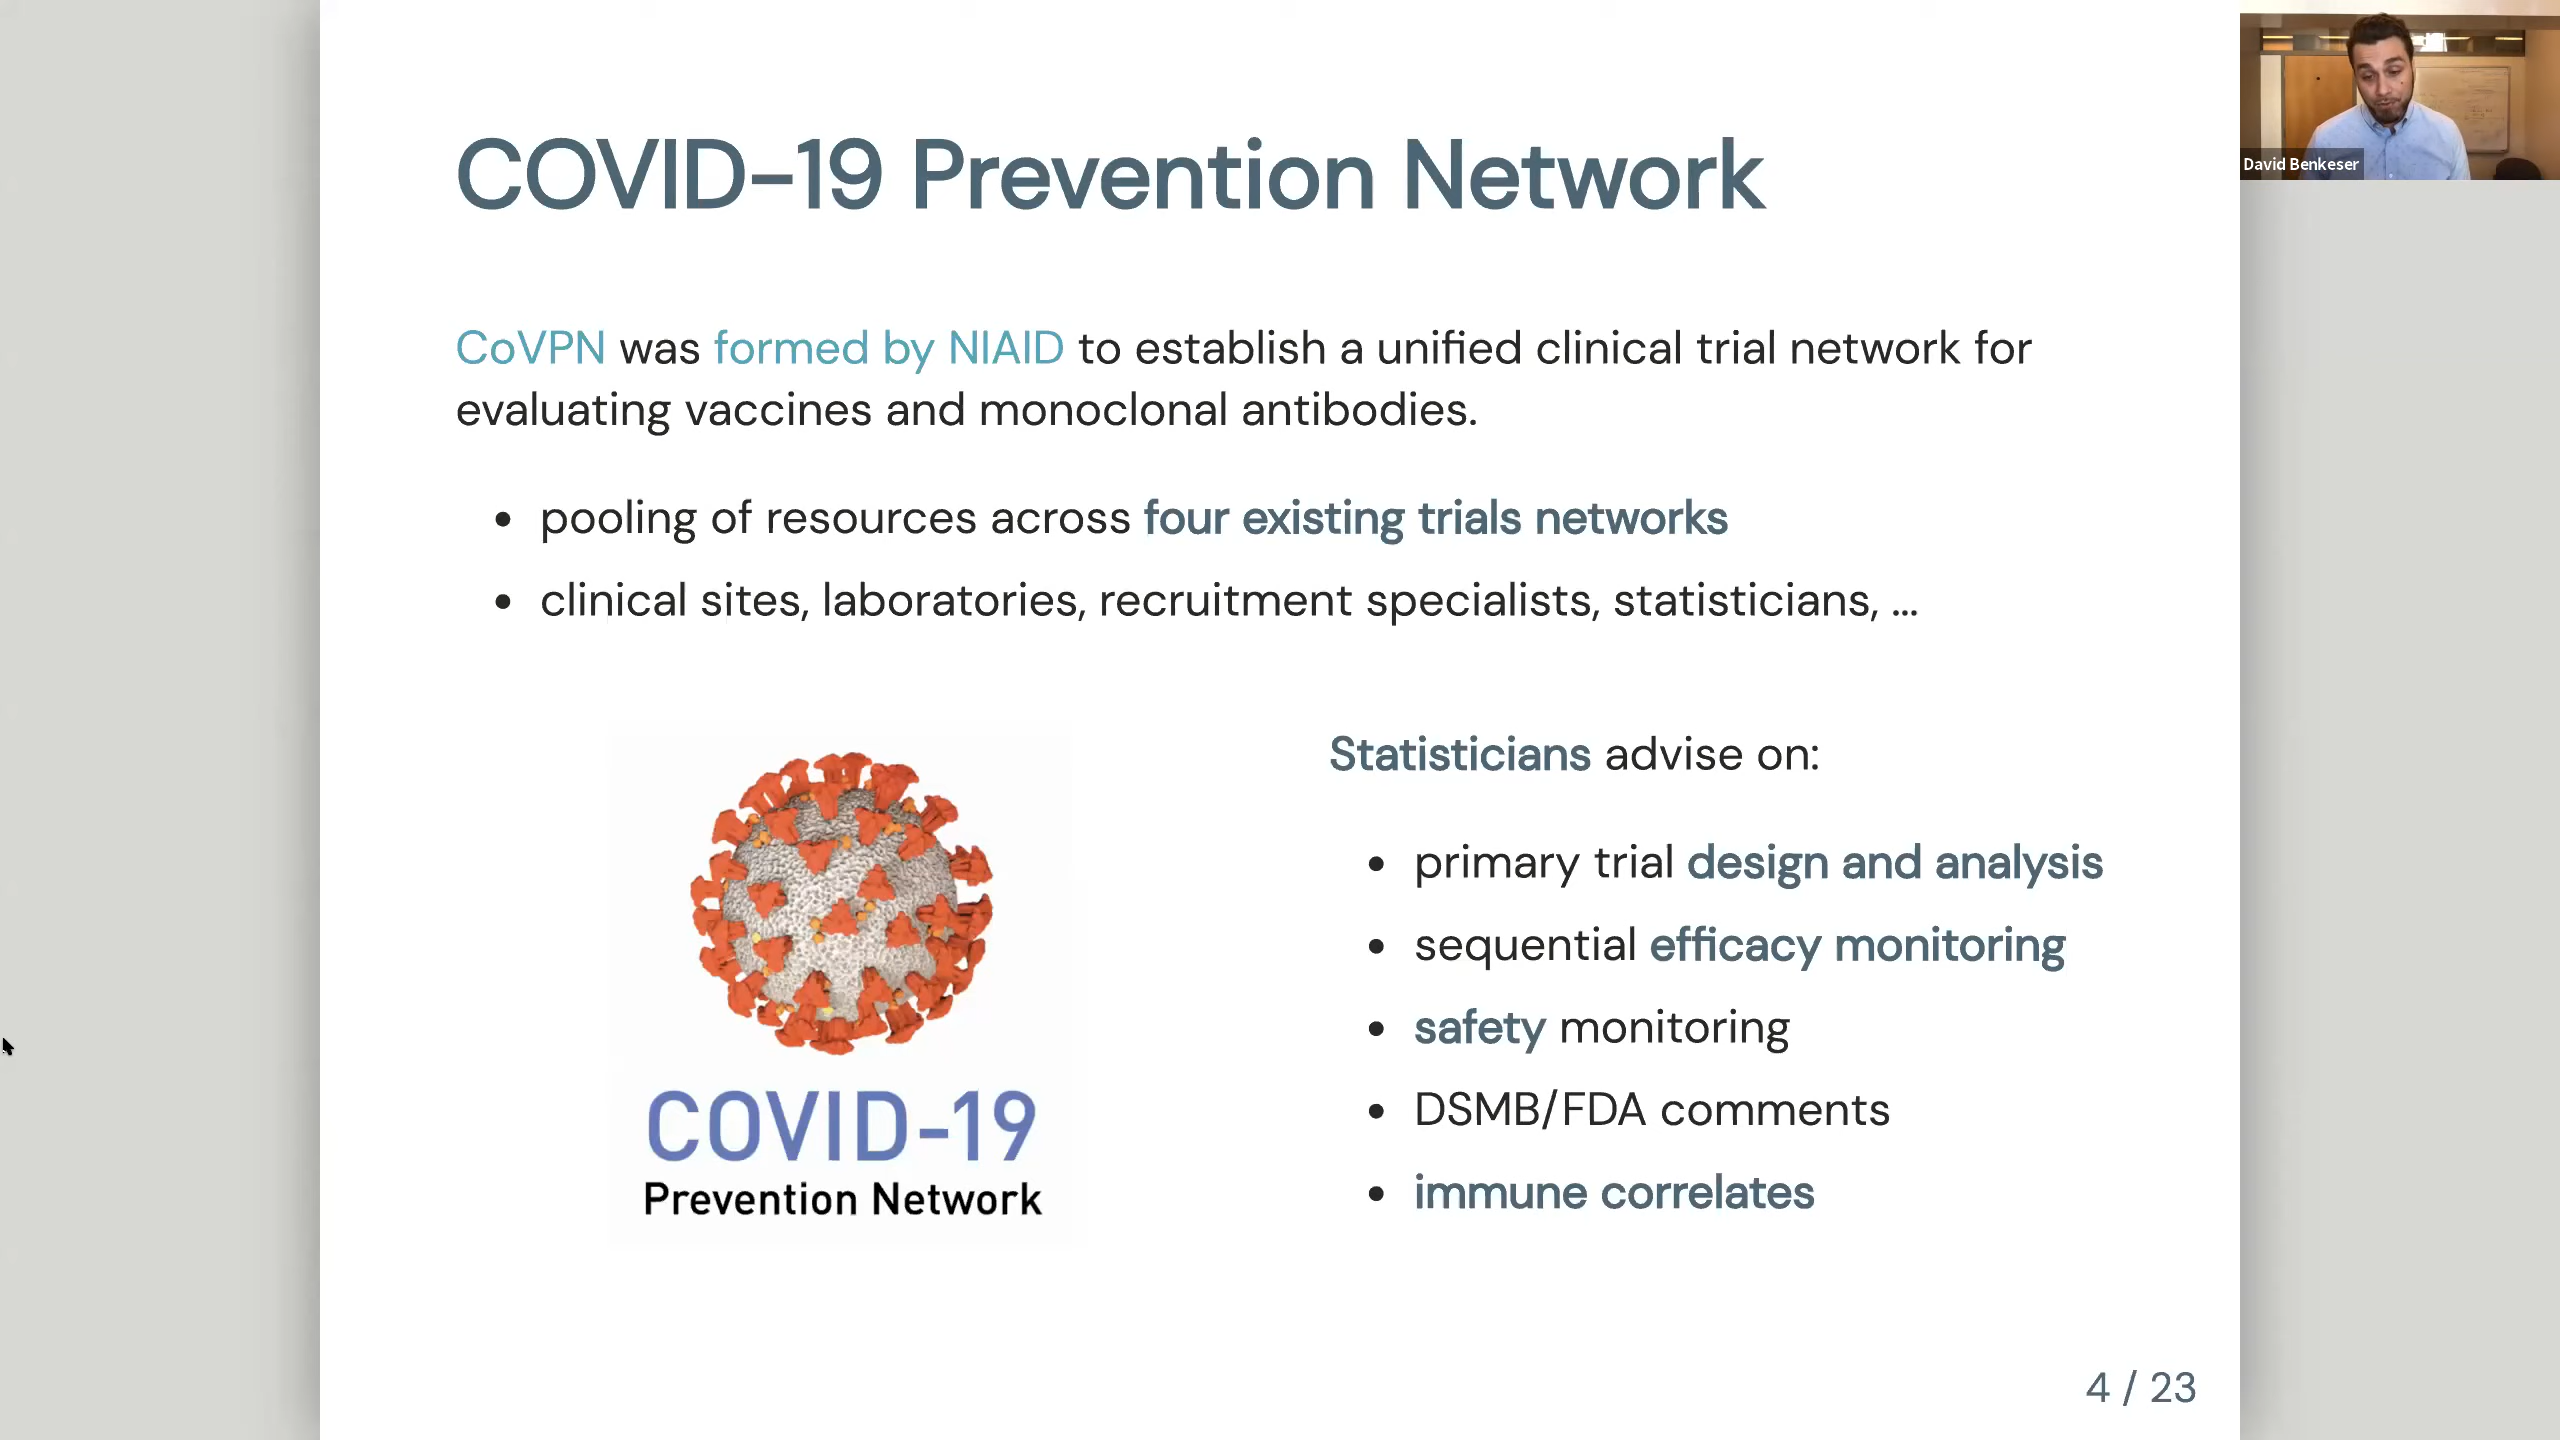 COVID-19 Prevention Network
David Benkeser
CoVPN was formed by NIAID to establish a unified clinical trial network for
evaluating vaccines and monoclonal antibodies.
• pooling of resources across four existing trials networks
• clinical sites, laboratories, recruitment specialists, statisticians, ...
COVID-19
Prevention Network
Statisticians advise on:
• primary trial design and analysis
• sequential efficacy monitoring
• safety monitoring
• DSMB/FDA comments
• immune correlates
4 / 23